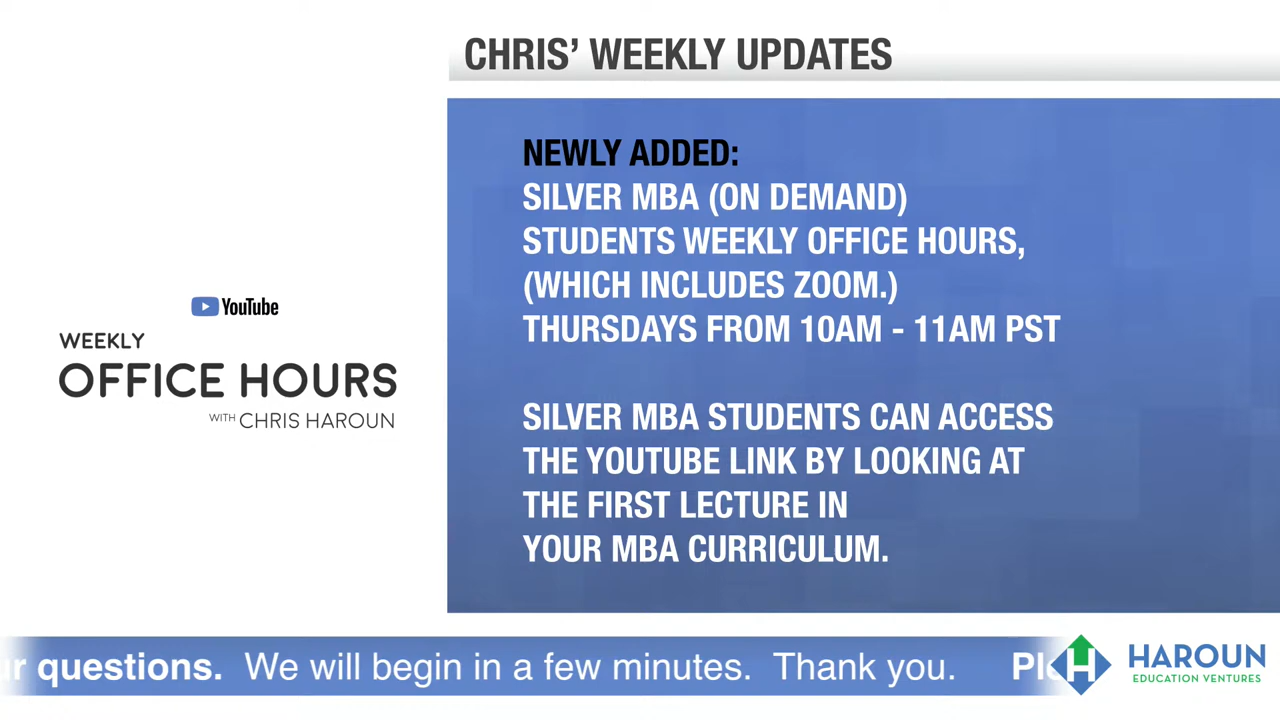 CHRIS’ WEEKLY UPDATES
NEWLY ADDED:
SILVER MBA (ON DEMAND)
STUDENTS WEEKLY OFFICE HOURS,
(WHICH INCLUDES ZOOM.)
THURSDAYS FROM 10AM - 11AM PST
SILVER MBA STUDENTS CAN ACCESS
THE YOUTUBE LINK BY LOOKING AT
THE FIRST LECTURE IN
YOUR MBA CURRICULUM.
YouTube
WEEKLY
OFFICE HOURS
WITH CHRIS HAROUN
questions. We will begin in a few minutes. Thank you.
H HAROUN
EDUCATION VENTURES